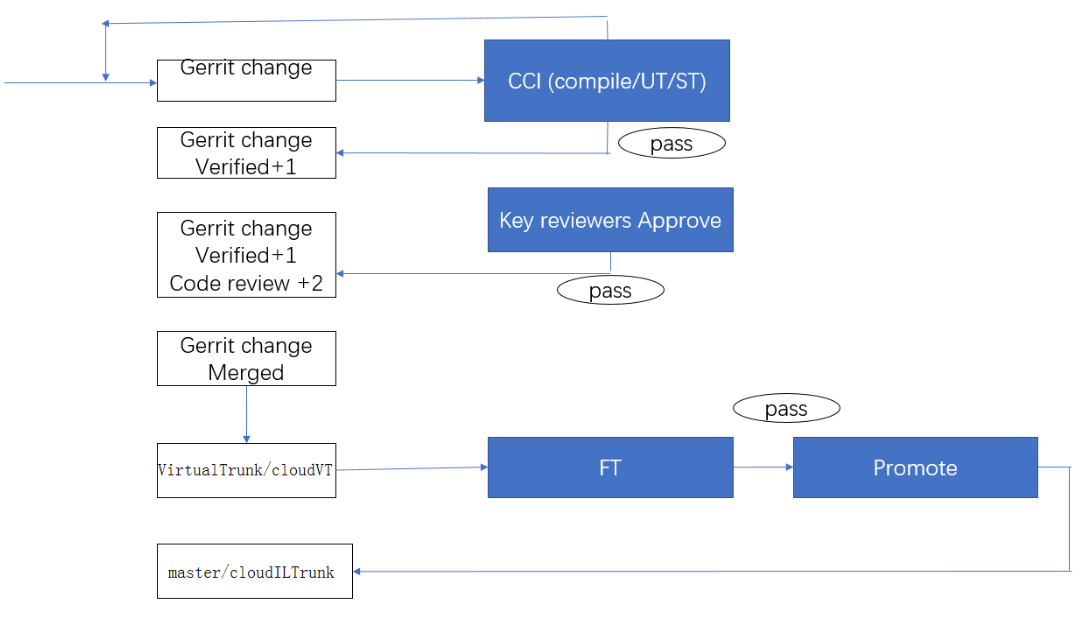 Gerrit change
CCI (compile/UT/ST)
Gerrit change
Verified+1
pass
Key reviewers Approve
Gerrit change
Verified+1
Code review +2
pass
Gerrit change
Merged
pass
VirtualTrunk/cloudVT
FT
Promote
master/cloudILTrunk